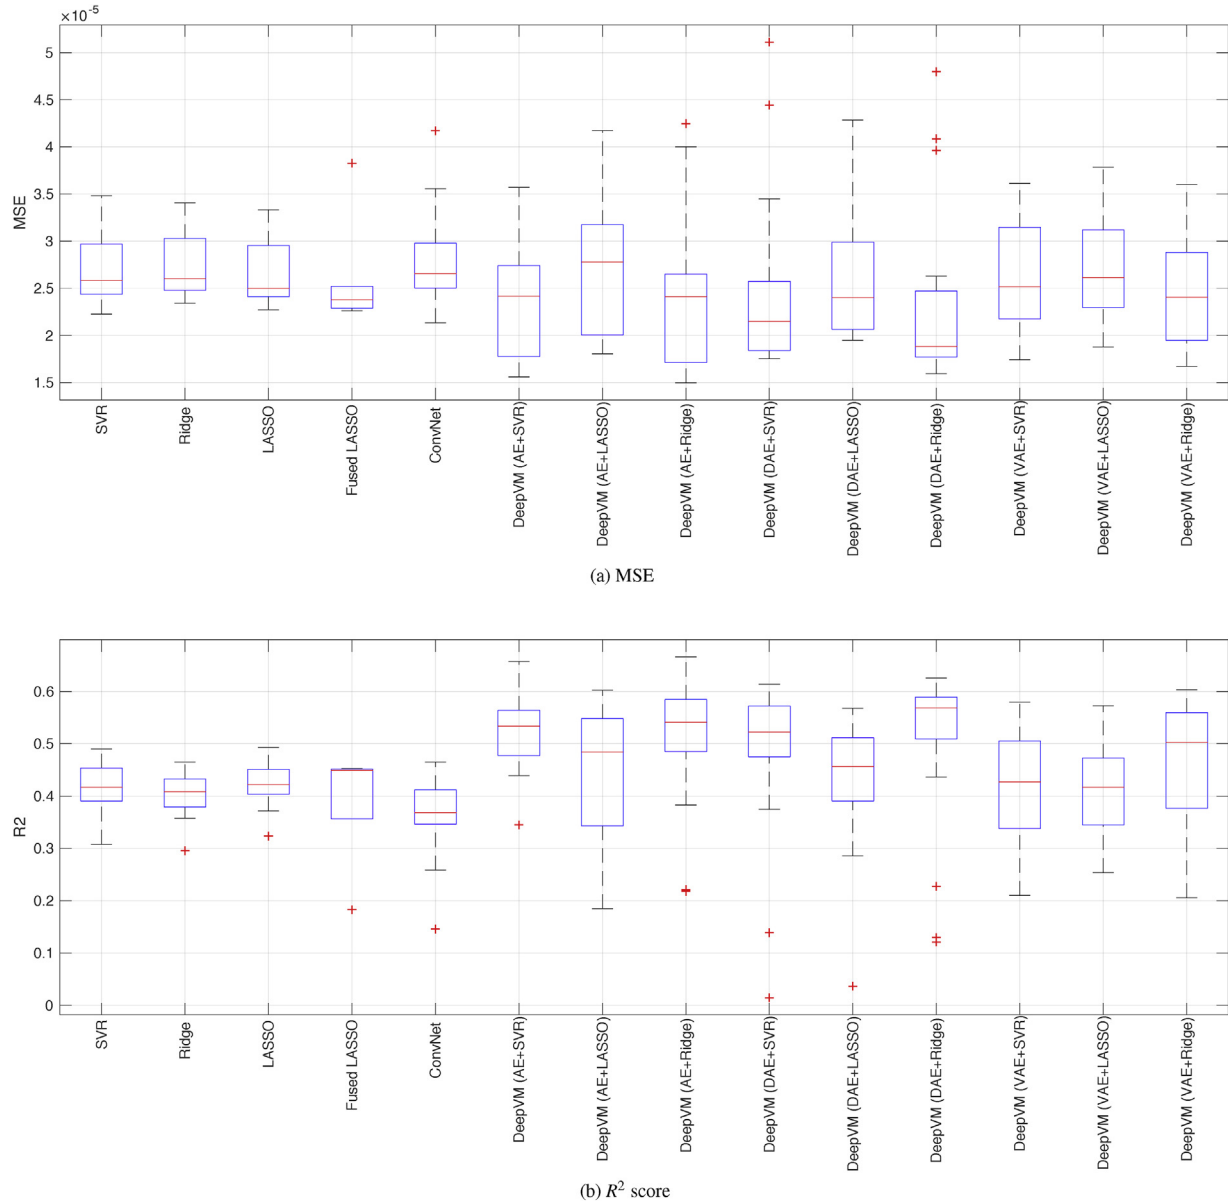 ×10⁻⁵
5
4.5
4
3.5
3
2.5
2
1.5
MSE
SVR
Ridge
LASSO
Fused LASSO
ConvNet
DeepVM (AE+SVR)
DeepVM (AE+LASSO)
DeepVM (AE+Ridge)
DeepVM (DAE+SVR)
DeepVM (DAE+LASSO)
DeepVM (DAE+Ridge)
DeepVM (VAE+SVR)
DeepVM (VAE+LASSO)
DeepVM (VAE+Ridge)
(a) MSE
0.6
0.5
0.4
0.3
0.2
0.1
0
R2
SVR
Ridge
LASSO
Fused LASSO
ConvNet
DeepVM (AE+SVR)
DeepVM (AE+LASSO)
DeepVM (AE+Ridge)
DeepVM (DAE+SVR)
DeepVM (DAE+LASSO)
DeepVM (DAE+Ridge)
DeepVM (VAE+SVR)
DeepVM (VAE+LASSO)
DeepVM (VAE+Ridge)
(b) R² score